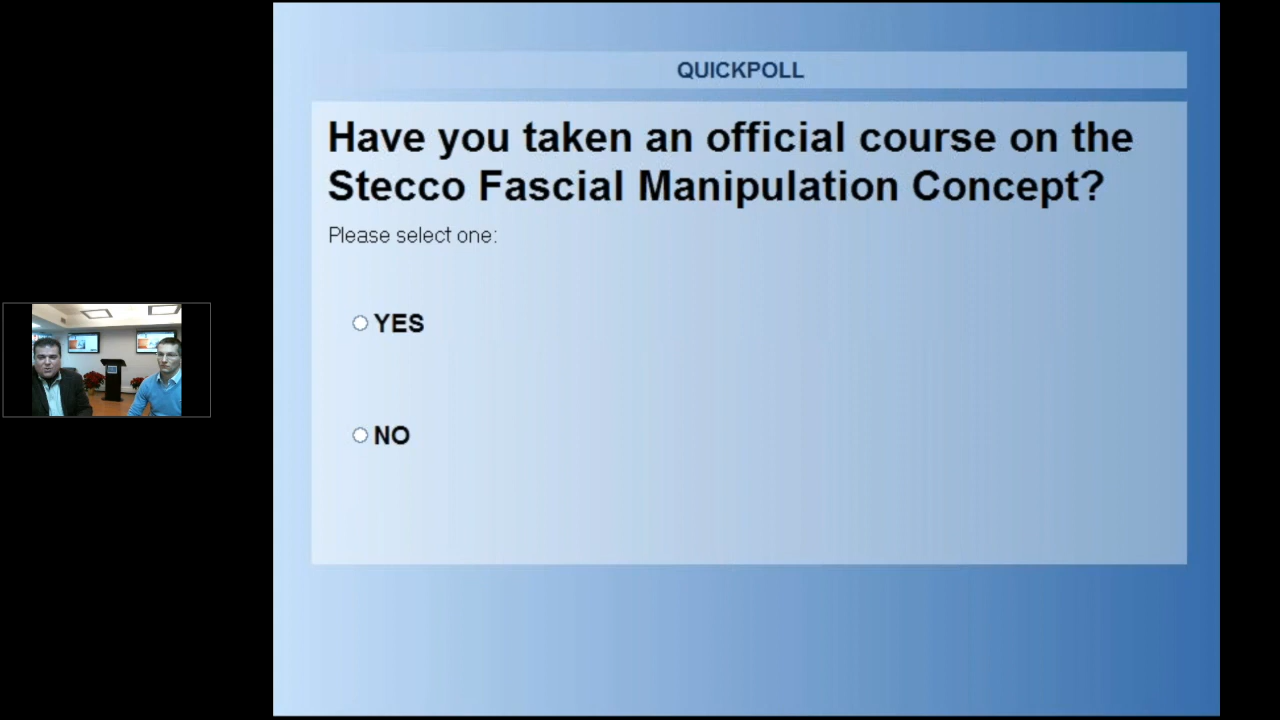 QUICKPOLL
Have you taken an official course on the
Stecco Fascial Manipulation Concept?
Please select one:
YES
NO